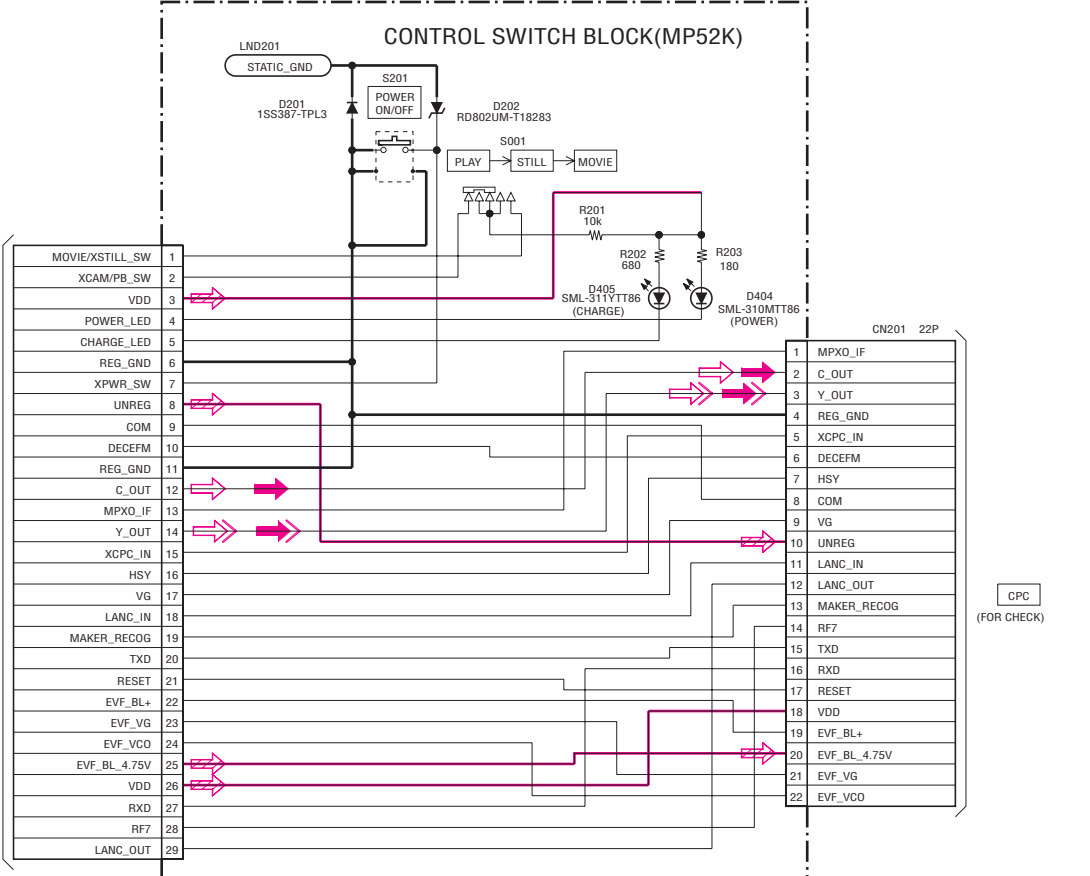 CONTROL SWITCH BLOCK(MP52K)
LND201
STATIC_GND
S201
POWER
ON/OFF
D201
1SS387-TPL3
D202
RD802UM-T18283
S001
PLAY
STILL
MOVIE
R201
10k
R202
680
R203
180
D405
SML-311YTT86
(CHARGE)
D404
SML-310MTT86
(POWER)
MOVIE/XSTILL_SW 1
XCAM/PB_SW 2
VDD 3
POWER_LED 4
CHARGE_LED 5
REG_GND 6
XPWR_SW 7
UNREG 8
COM 9
DECEFM 10
REG_GND 11
C_OUT 12
MPXO_IF 13
Y_OUT 14
XCPC_IN 15
HSY 16
VG 17
LANC_IN 18
MAKER_RECOG 19
TXD 20
RESET 21
EVF_BL+ 22
EVF_VG 23
EVF_VCO 24
EVF_BL_4.75V 25
VDD 26
RXD 27
RF7 28
LANC_OUT 29
CN201 22P
1 MPXO_IF
2 C_OUT
3 Y_OUT
4 REG_GND
5 XCPC_IN
6 DECEFM
7 HSY
8 COM
9 VG
10 UNREG
11 LANC_IN
12 LANC_OUT
13 MAKER_RECOG
14 RF7
15 TXD
16 RXD
17 RESET
18 VDD
19 EVF_BL+
20 EVF_BL_4.75V
21 EVF_VG
22 EVF_VCO
CPC
(FOR CHECK)